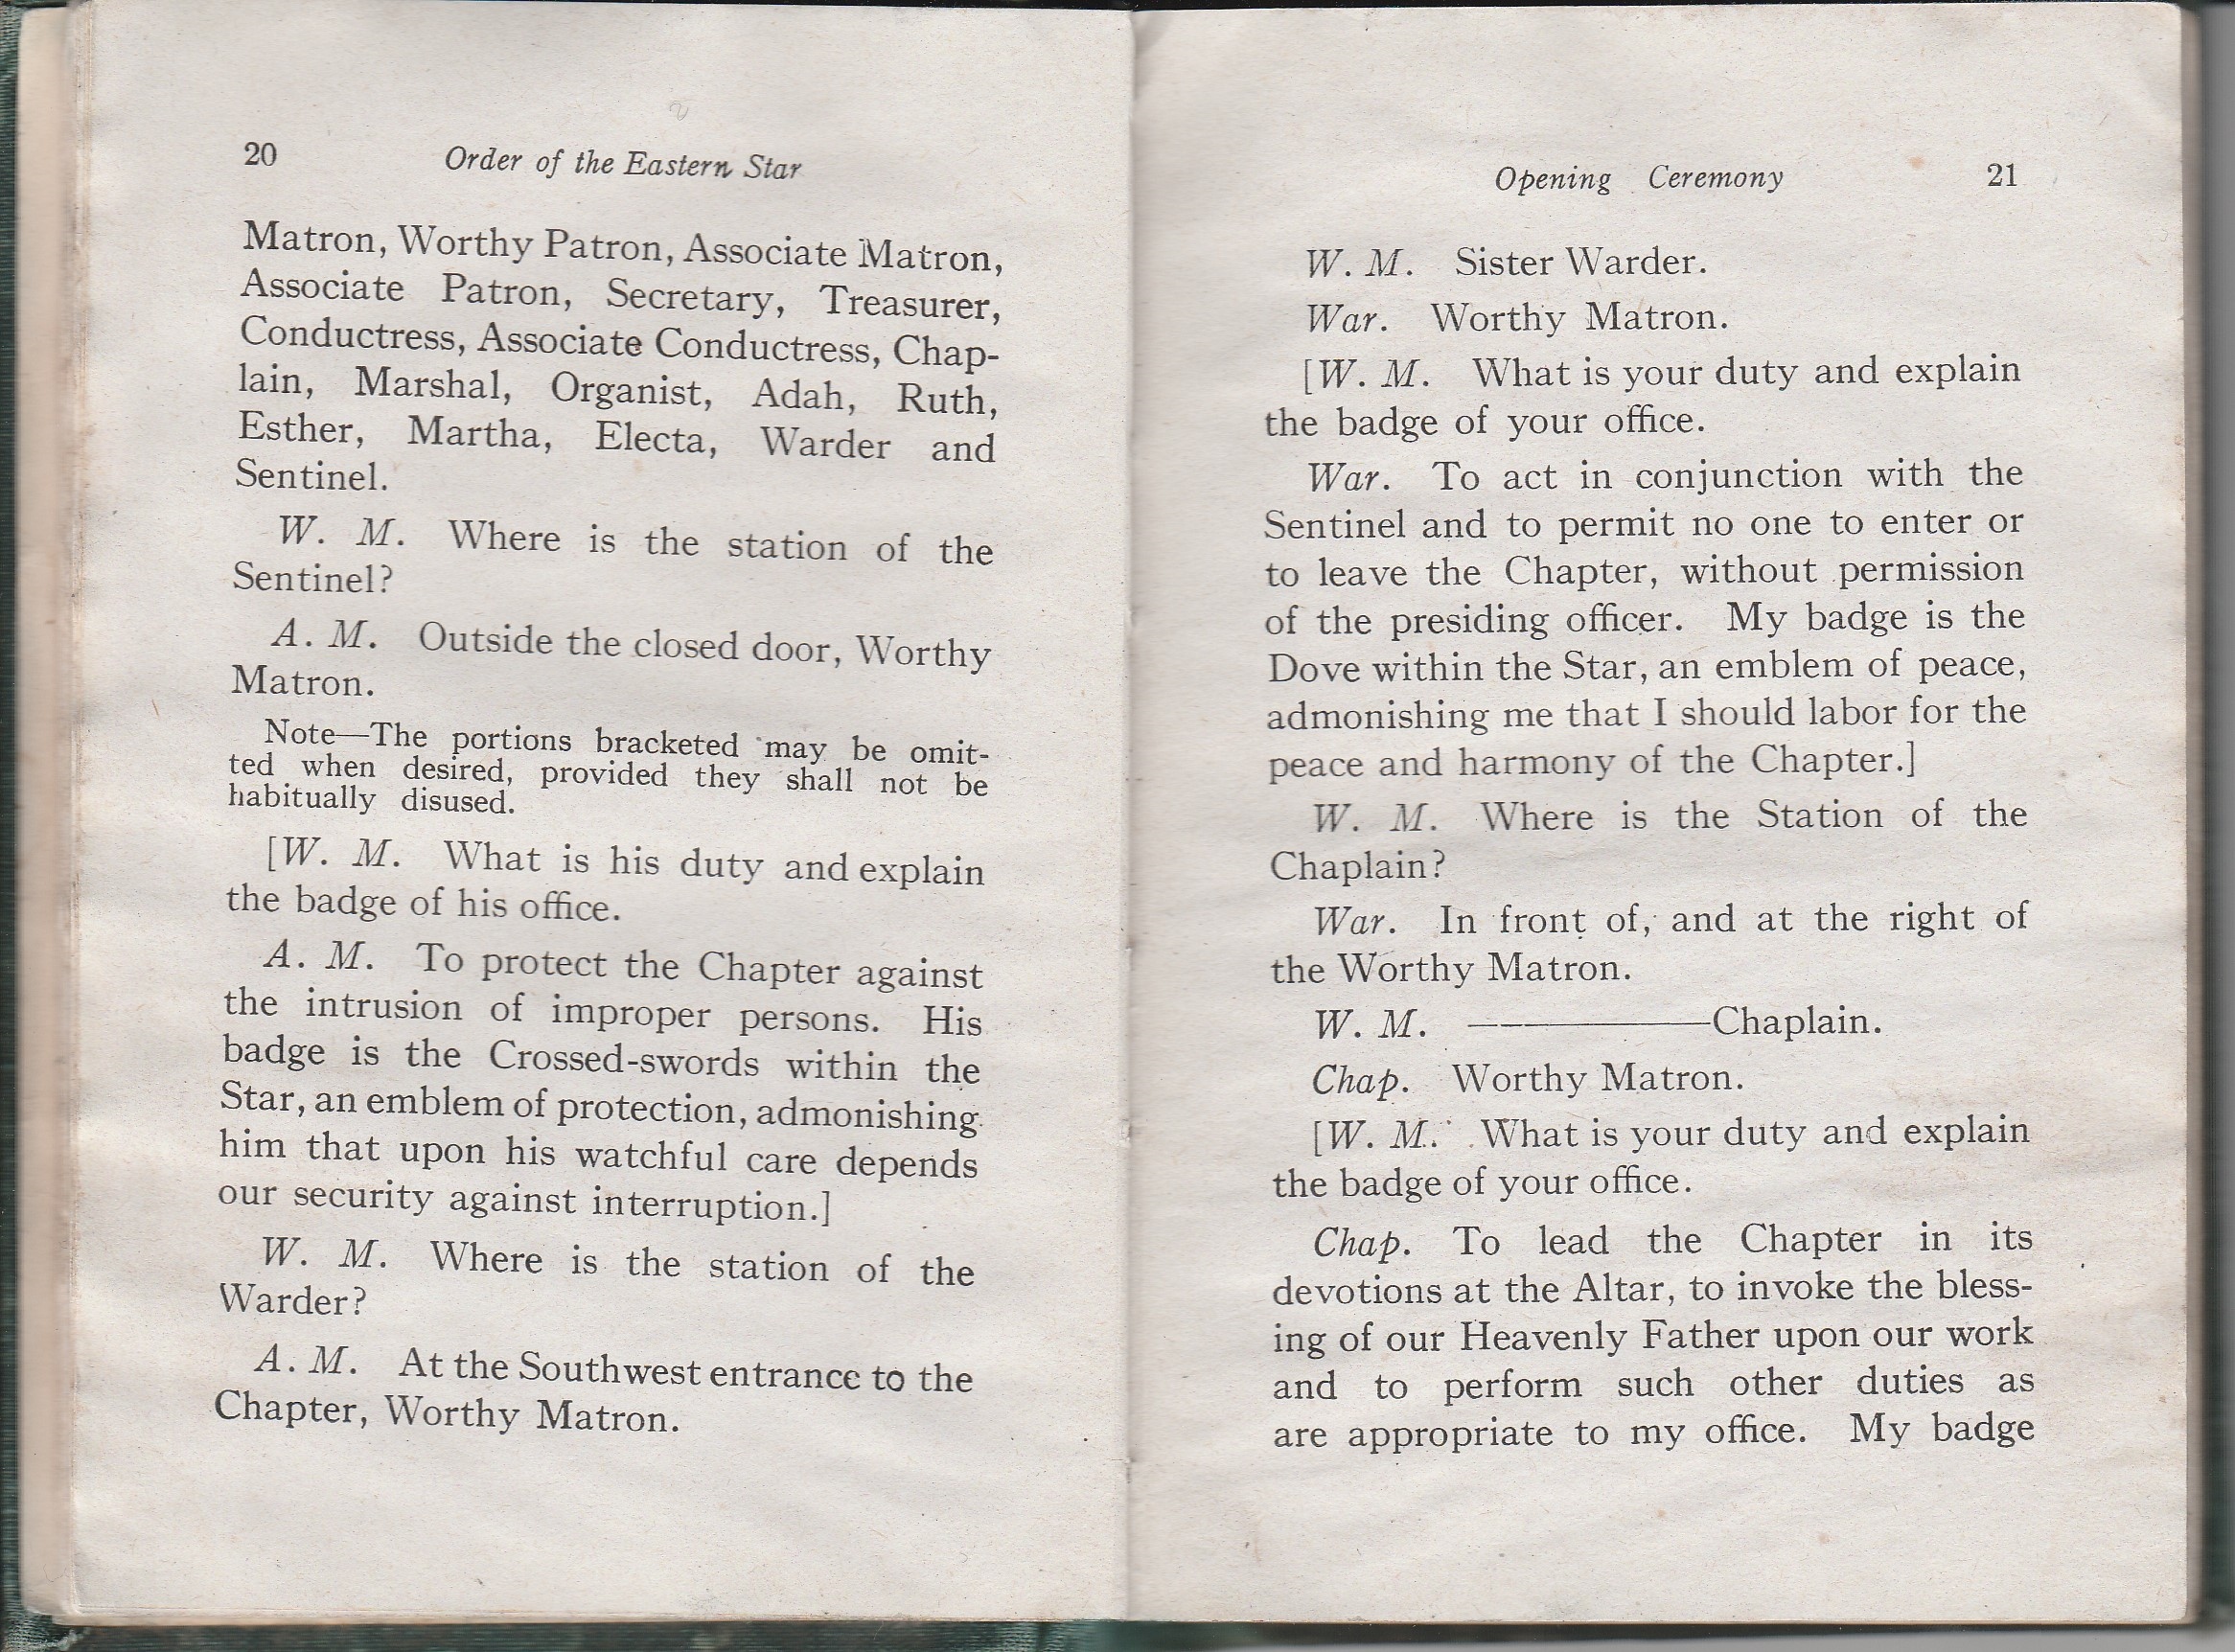 20 Order of the Eastern Star
Matron, Worthy Patron, Associate Matron,
Associate Patron, Secretary, Treasurer,
Conductress, Associate Conductress, Chap-
lain, Marshal, Organist, Adah, Ruth,
Esther, Martha, Electa, Warder and
Sentinel.
W. M. Where is the station of the
Sentinel?
A. M. Outside the closed door, Worthy
Matron.
Note—The portions bracketed may be omit-
ted when desired, provided they shall not be
habitually disused.
[W. M. What is his duty and explain
the badge of his office.
A. M. To protect the Chapter against
the intrusion of improper persons. His
badge is the Crossed-swords within the
Star, an emblem of protection, admonishing
him that upon his watchful care depends
our security against interruption.]
W. M. Where is the station of the
Warder?
A. M. At the Southwest entrance to the
Chapter, Worthy Matron.
Opening Ceremony 21
W. M. Sister Warder.
War. Worthy Matron.
[W. M. What is your duty and explain
the badge of your office.
War. To act in conjunction with the
Sentinel and to permit no one to enter or
to leave the Chapter, without permission
of the presiding officer. My badge is the
Dove within the Star, an emblem of peace,
admonishing me that I should labor for the
peace and harmony of the Chapter.]
W. M. Where is the Station of the
Chaplain?
War. In front of, and at the right of
the Worthy Matron.
W. M. —————Chaplain.
Chap. Worthy Matron.
[W. M. What is your duty and explain
the badge of your office.
Chap. To lead the Chapter in its
devotions at the Altar, to invoke the bless-
ing of our Heavenly Father upon our work
and to perform such other duties as
are appropriate to my office. My badge